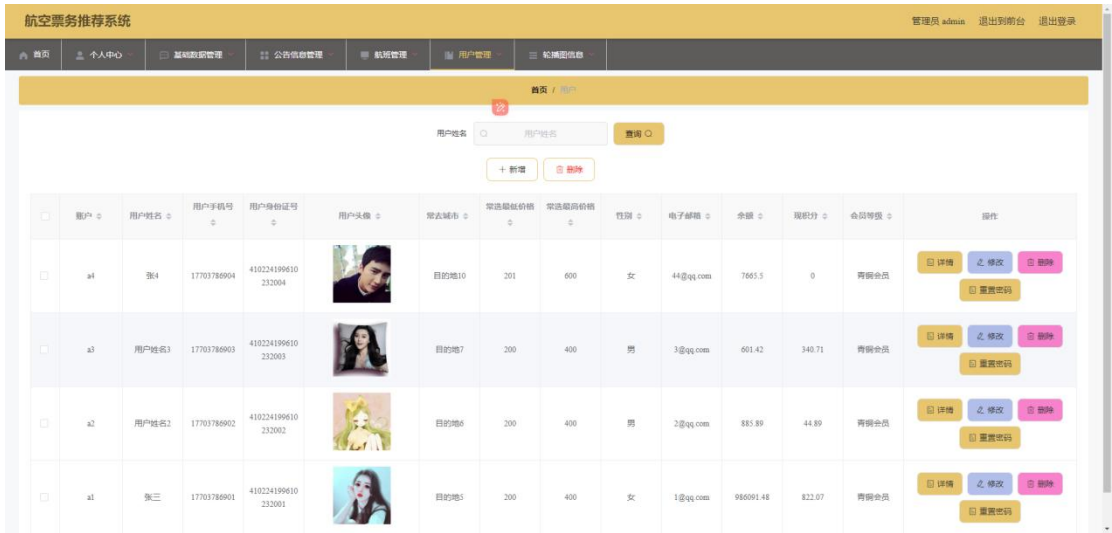 航空票务推荐系统
管理员 admin 退出到前台 退出登录
首页 个人中心 基础数据管理 公告信息管理 航班管理 用户管理 轮播图信息
首页 / 用户
用户姓名 用户姓名 查询
+ 新增 删除
账户 用户姓名 用户手机号 用户身份证号 用户头像 常去城市 常选最低价格 常选最高价格 性别 电子邮箱 余额 现积分 会员等级 操作
a4 张4 17703786904 410224199610232004 目的地10 201 600 女 44@qq.com 7665.5 0 青铜会员 详情 修改 删除
重置密码
a3 用户姓名3 17703786903 410224199610232003 目的地7 200 400 男 3@qq.com 601.42 340.71 青铜会员 详情 修改 删除
重置密码
a2 用户姓名2 17703786902 410224199610232002 目的地6 200 400 男 2@qq.com 885.89 44.89 青铜会员 详情 修改 删除
重置密码
a1 张三 17703786901 410224199610232001 目的地5 200 400 女 1@qq.com 986091.48 822.07 青铜会员 详情 修改 删除
重置密码